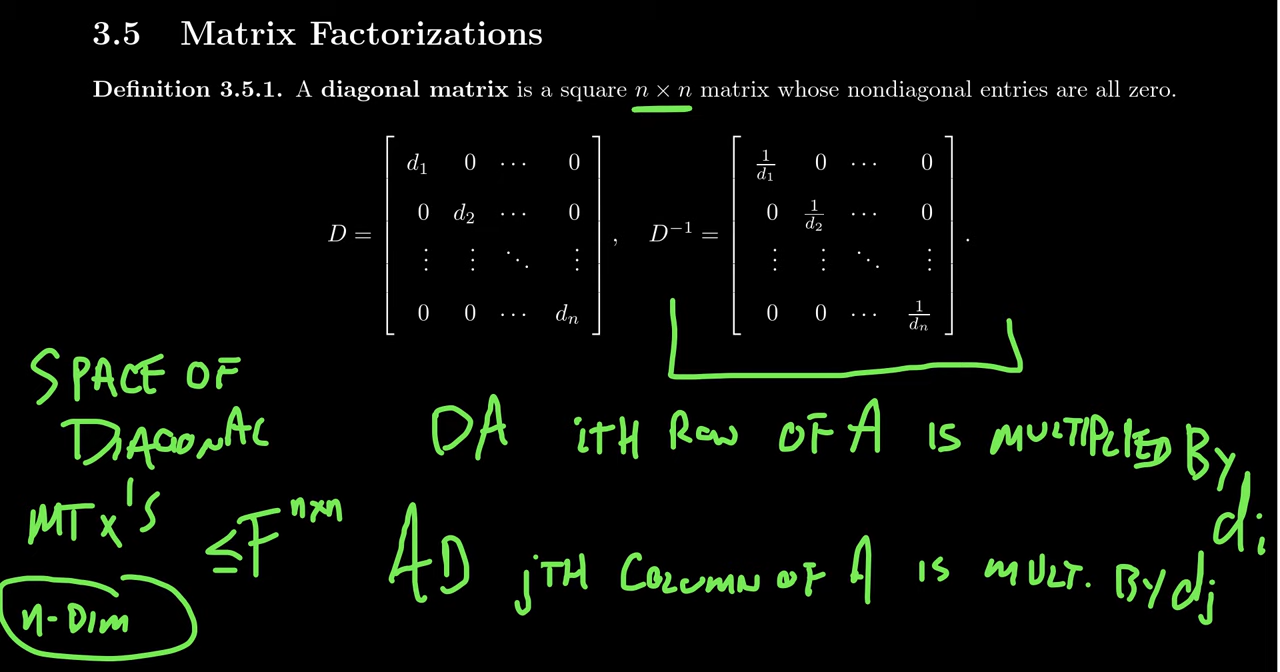 3.5 Matrix Factorizations
Definition 3.5.1. A diagonal matrix is a square n × n matrix whose nondiagonal entries are all zero.
D = [ d₁ 0 ⋯ 0
0 d₂ ⋯ 0
⋮ ⋮ ⋱ ⋮
0 0 ⋯ dₙ ] , D⁻¹ = [ 1/d₁ 0 ⋯ 0
0 1/d₂ ⋯ 0
⋮ ⋮ ⋱ ⋮
0 0 ⋯ 1/dₙ ] .
SPACE OF
DIAGONAL
MTX'S ≤ F^{n×n}
n-DIM
DA iTH ROW OF A IS MULTIPLIED BY dᵢ
AD jTH COLUMN OF A IS MULT. BY dⱼ